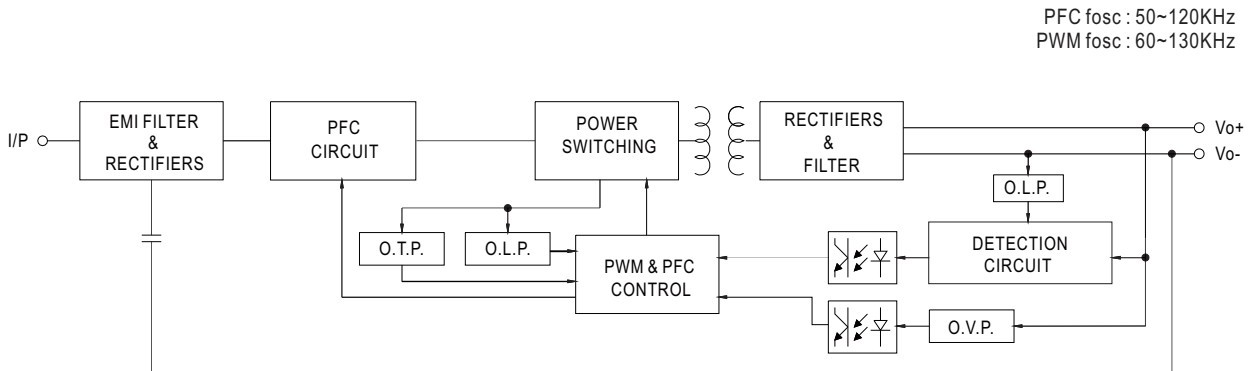 PFC fosc : 50~120KHz
PWM fosc : 60~130KHz
I/P
EMI FILTER
&
RECTIFIERS
PFC
CIRCUIT
POWER
SWITCHING
RECTIFIERS
&
FILTER
Vo+
Vo-
O.L.P.
O.T.P.
O.L.P.
PWM & PFC
CONTROL
DETECTION
CIRCUIT
O.V.P.